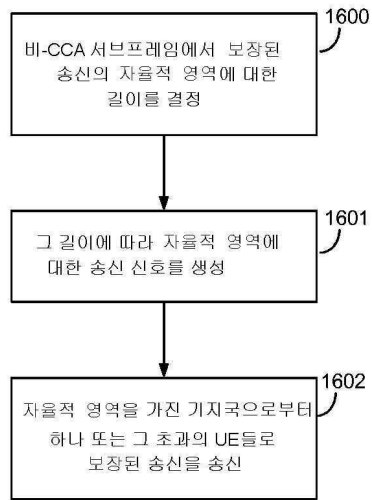 1600
비-CCA 서브프레임에서 보장된
송신의 자율적 영역에 대한
길이를 결정
1601
그 길이에 따라 자율적 영역에
대한 송신 신호를 생성
1602
자율적 영역을 가진 기지국으로부터
하나 또는 그 초과의 UE들로
보장된 송신을 송신